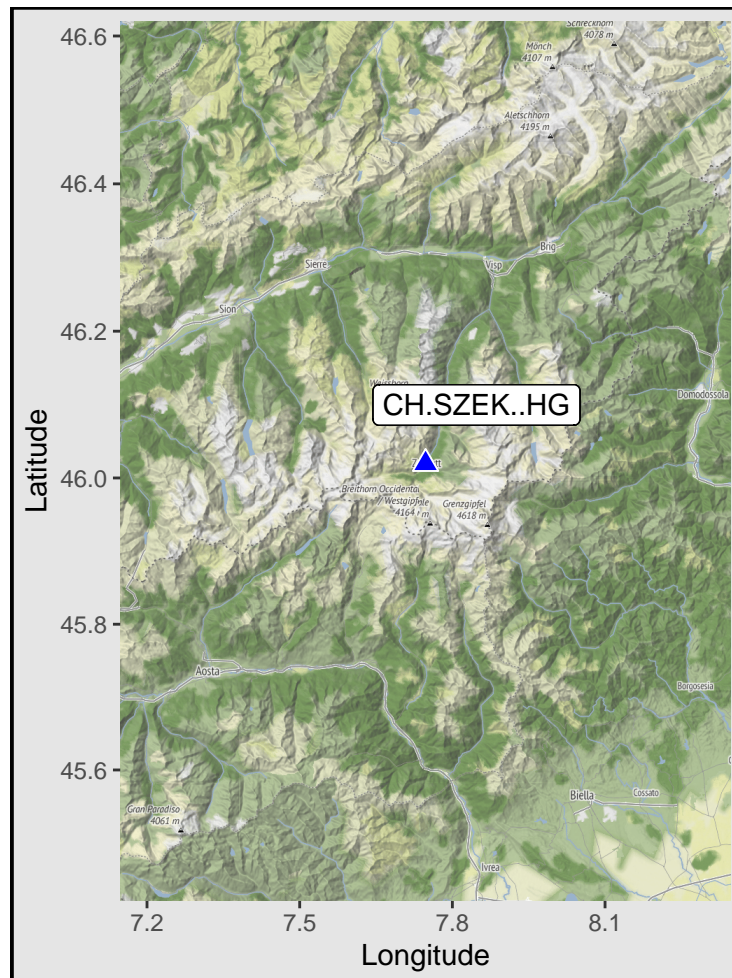 Schreckhorn
4078 m
46.6
Mönch
4107 m
Aletschhorn
4195 m
46.4
Brig
Sierre
Visp
Sion
46.2
Domodossola
CH.SZEK..HG
Latitude
46.0
Breithorn Occidental
/ Westgipfel
4164 m
Grenzgipfel
4618 m
45.8
Aosta
Borgosesia
45.6
Biella
Cossato
Gran Paradiso
4061 m
Ivrea
7.2
7.5
7.8
8.1
Longitude